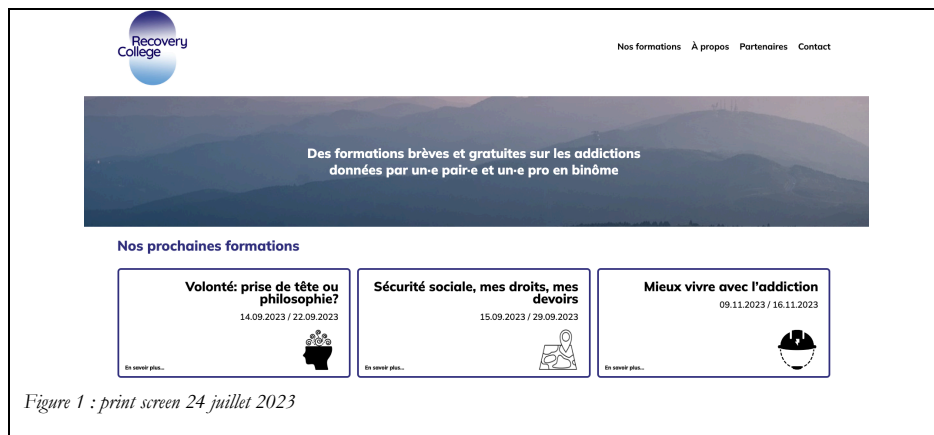 Recovery
College
Nos formations À propos Partenaires Contact
Des formations brèves et gratuites sur les addictions
données par un·e pair·e et un·e pro en binôme
Nos prochaines formations
Volonté: prise de tête ou
philosophie?
14.09.2023 / 22.09.2023
En savoir plus...
Sécurité sociale, mes droits, mes
devoirs
15.09.2023 / 29.09.2023
En savoir plus...
Mieux vivre avec l'addiction
09.11.2023 / 16.11.2023
En savoir plus...
Figure 1 : print screen 24 juillet 2023